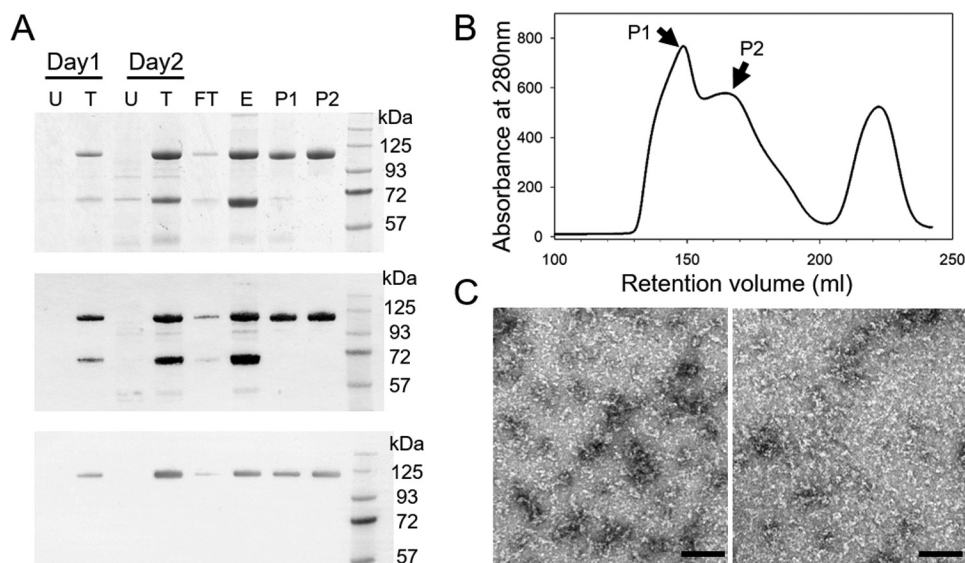 A
Day1 Day2
U T U T FT E P1 P2
kDa
125
93
72
57
kDa
125
93
72
57
kDa
125
93
72
57
B
P1
P2
Absorbance at 280nm
800
600
400
200
0
100 150 200 250
Retention volume (ml)
C